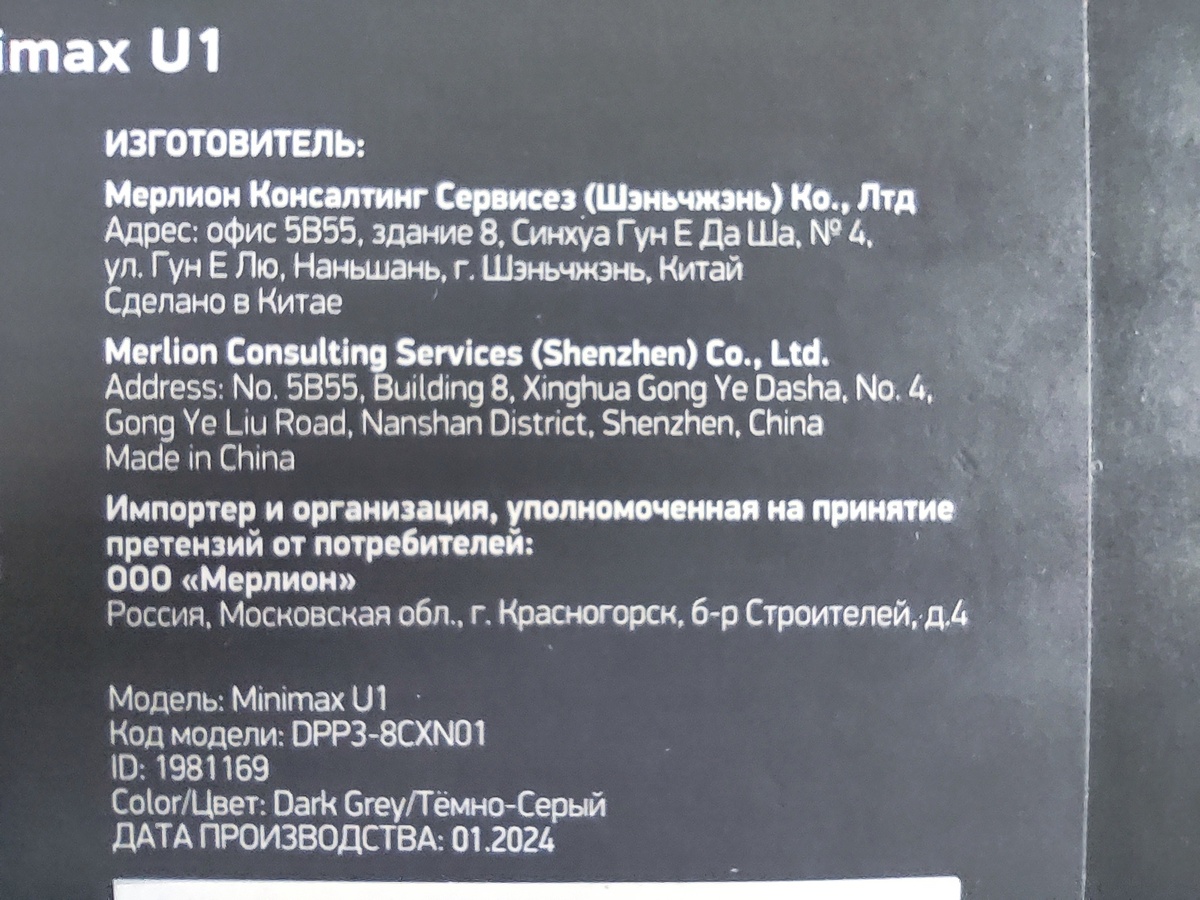 imax U1
ИЗГОТОВИТЕЛЬ:
Мерлион Консалтинг Сервисез (Шэньчжэнь) Ко., Лтд
Адрес: офис 5B55, здание 8, Синхуа Гун Е Да Ша, № 4,
ул. Гун Е Лю, Наньшань, г. Шэньчжэнь, Китай
Сделано в Китае
Merlion Consulting Services (Shenzhen) Co., Ltd.
Address: No. 5B55, Building 8, Xinghua Gong Ye Dasha, No. 4,
Gong Ye Liu Road, Nanshan District, Shenzhen, China
Made in China
Импортер и организация, уполномоченная на принятие
претензий от потребителей:
ООО «Мерлион»
Россия, Московская обл., г. Красногорск, б-р Строителей, д.4
Модель: Minimax U1
Код модели: DPP3-8CXN01
ID: 1981169
Color/Цвет: Dark Grey/Тёмно-Серый
ДАТА ПРОИЗВОДСТВА: 01.2024